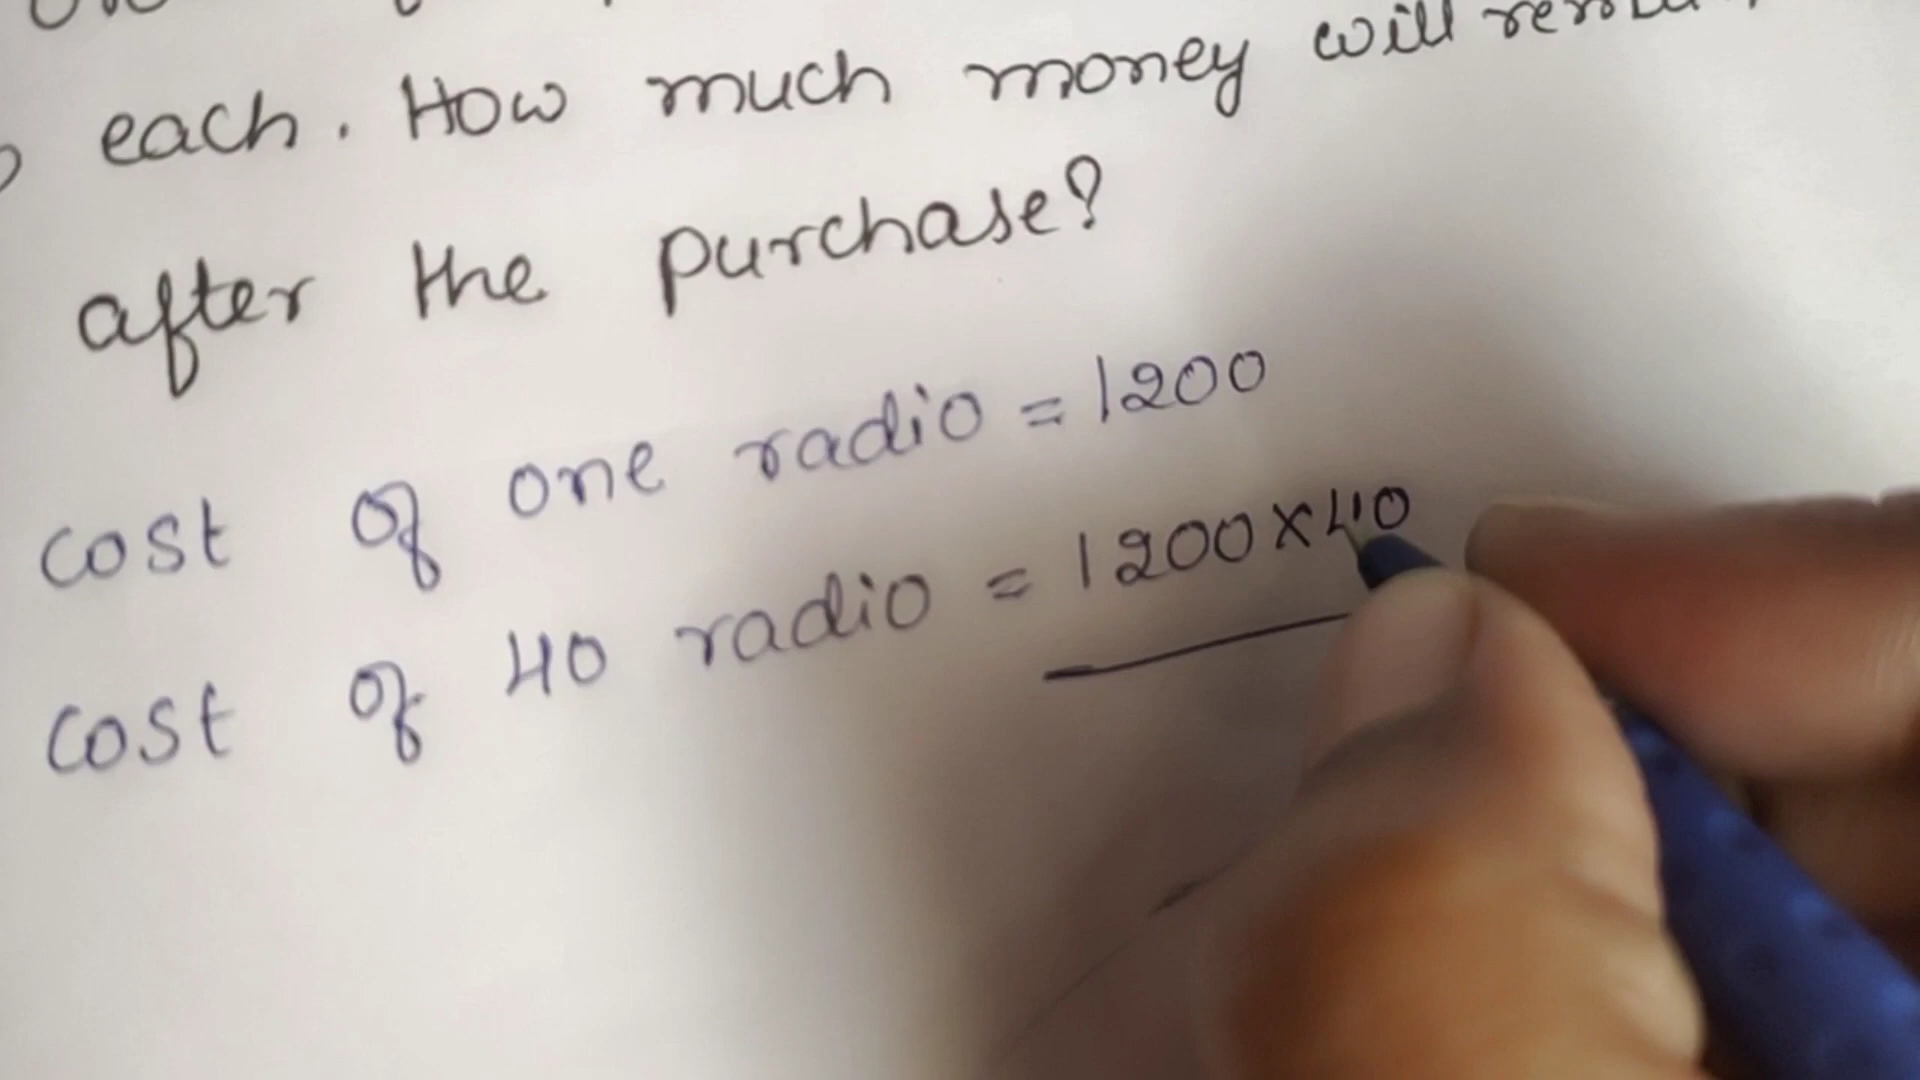 each. How much money will
after the purchase?
cost of one radio = 1200
cost of 40 radio = 1200×40